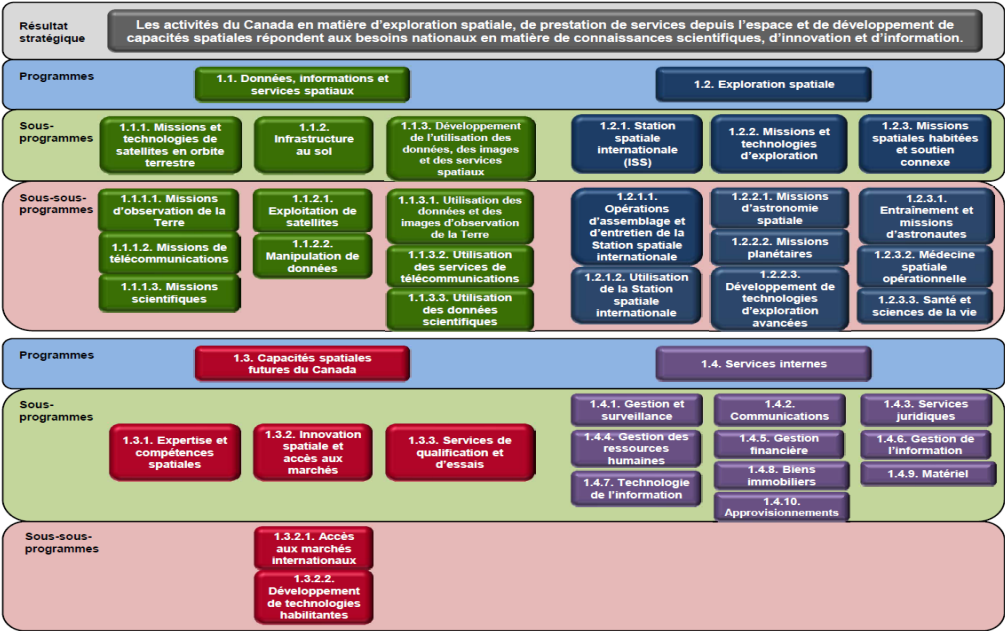 Résultat
stratégique
Les activités du Canada en matière d'exploration spatiale, de prestation de services depuis l'espace et de développement de
capacités spatiales répondent aux besoins nationaux en matière de connaissances scientifiques, d'innovation et d'information.
Programmes
1.1. Données, informations et
services spatiaux
1.2. Exploration spatiale
Sous-
programmes
1.1.1. Missions et
technologies de
satellites en orbite
terrestre
1.1.2.
Infrastructure
au sol
1.1.3. Développement
de l'utilisation des
données, des images
et des services
spatiaux
1.2.1. Station
spatiale
internationale
(ISS)
1.2.2. Missions et
technologies
d'exploration
1.2.3. Missions
spatiales habitées
et soutien
connexe
Sous-sous-
programmes
1.1.1.1. Missions
d'observation de la
Terre
1.1.1.2. Missions de
télécommunications
1.1.1.3. Missions
scientifiques
1.1.2.1.
Exploitation de
satellites
1.1.2.2.
Manipulation de
données
1.1.3.1. Utilisation des
données et des
images d'observation
de la Terre
1.1.3.2. Utilisation
des services de
télécommunications
1.1.3.3. Utilisation
des données
scientifiques
1.2.1.1.
Opérations
d'assemblage et
d'entretien de la
Station spatiale
internationale
1.2.1.2. Utilisation
de la Station
spatiale
internationale
1.2.2.1. Missions
d'astronomie
spatiale
1.2.2.2. Missions
planétaires
1.2.2.3.
Développement de
technologies
d'exploration
avancées
1.2.3.1.
Entraînement et
missions
d'astronautes
1.2.3.2. Médecine
spatiale
opérationnelle
1.2.3.3. Santé et
sciences de la vie
Programmes
1.3. Capacités spatiales
futures du Canada
1.4. Services internes
Sous-
programmes
1.3.1. Expertise et
compétences
spatiales
1.3.2. Innovation
spatiale et
accès aux
marchés
1.3.3. Services de
qualification et
d'essais
1.4.1. Gestion et
surveillance
1.4.2.
Communications
1.4.3. Services
juridiques
1.4.4. Gestion des
ressources
humaines
1.4.5. Gestion
financière
1.4.6. Gestion de
l'information
1.4.7. Technologie
de l'information
1.4.8. Biens
immobiliers
1.4.9. Matériel
1.4.10.
Approvisionnements
Sous-sous-
programmes
1.3.2.1. Accès
aux marchés
internationaux
1.3.2.2.
Développement
de technologies
habilitantes